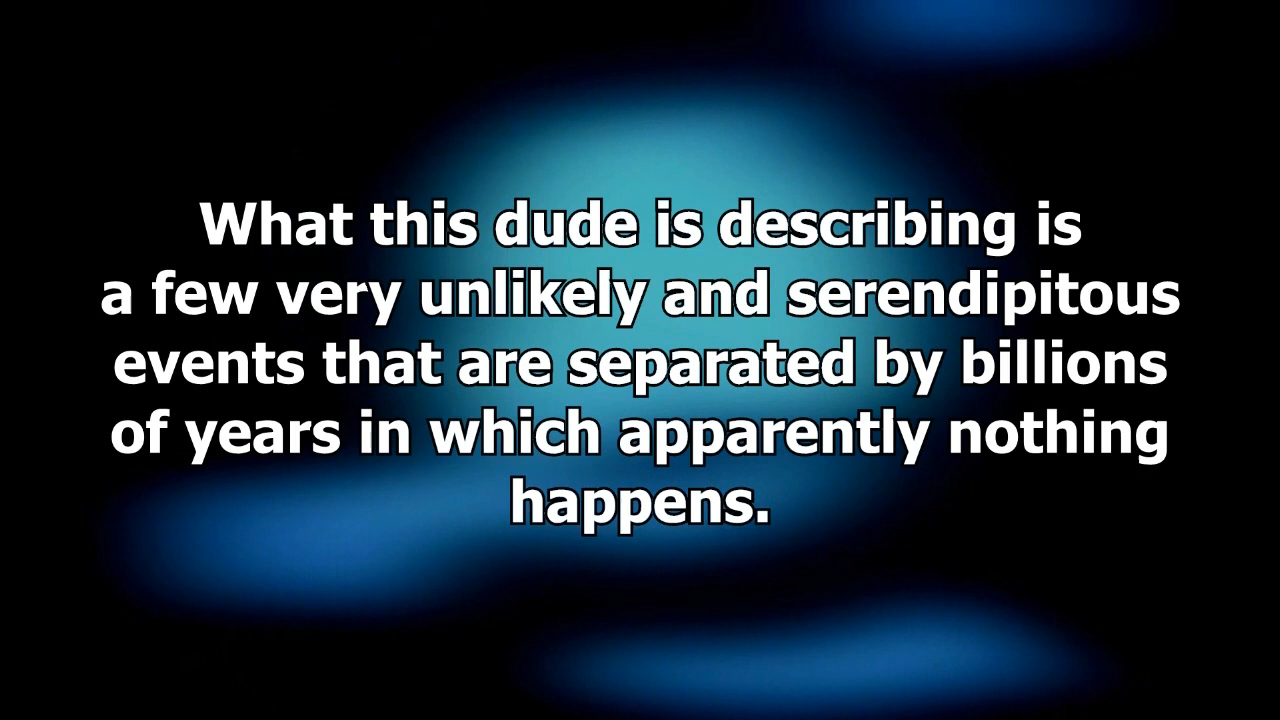 What this dude is describing is
a few very unlikely and serendipitous
events that are separated by billions
of years in which apparently nothing
happens.